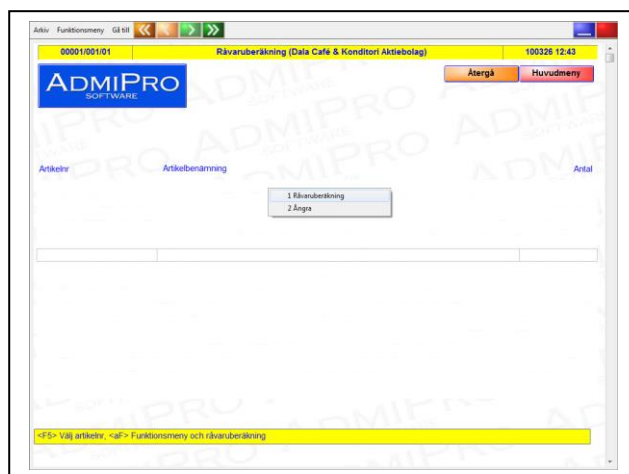 Arkiv Funktionsmeny Gå till
00001/001/01 Råvaruberäkning (Dala Café & Konditori Aktiebolag) 100326 12:43
ADMIPRO
SOFTWARE
Återgå Huvudmeny
Artikelnr Artikelbenämning Antal
1 Råvaruberäkning
2 Ångra
<F5> Välj artikelnr, <aF> Funktionsmeny och råvaruberäkning